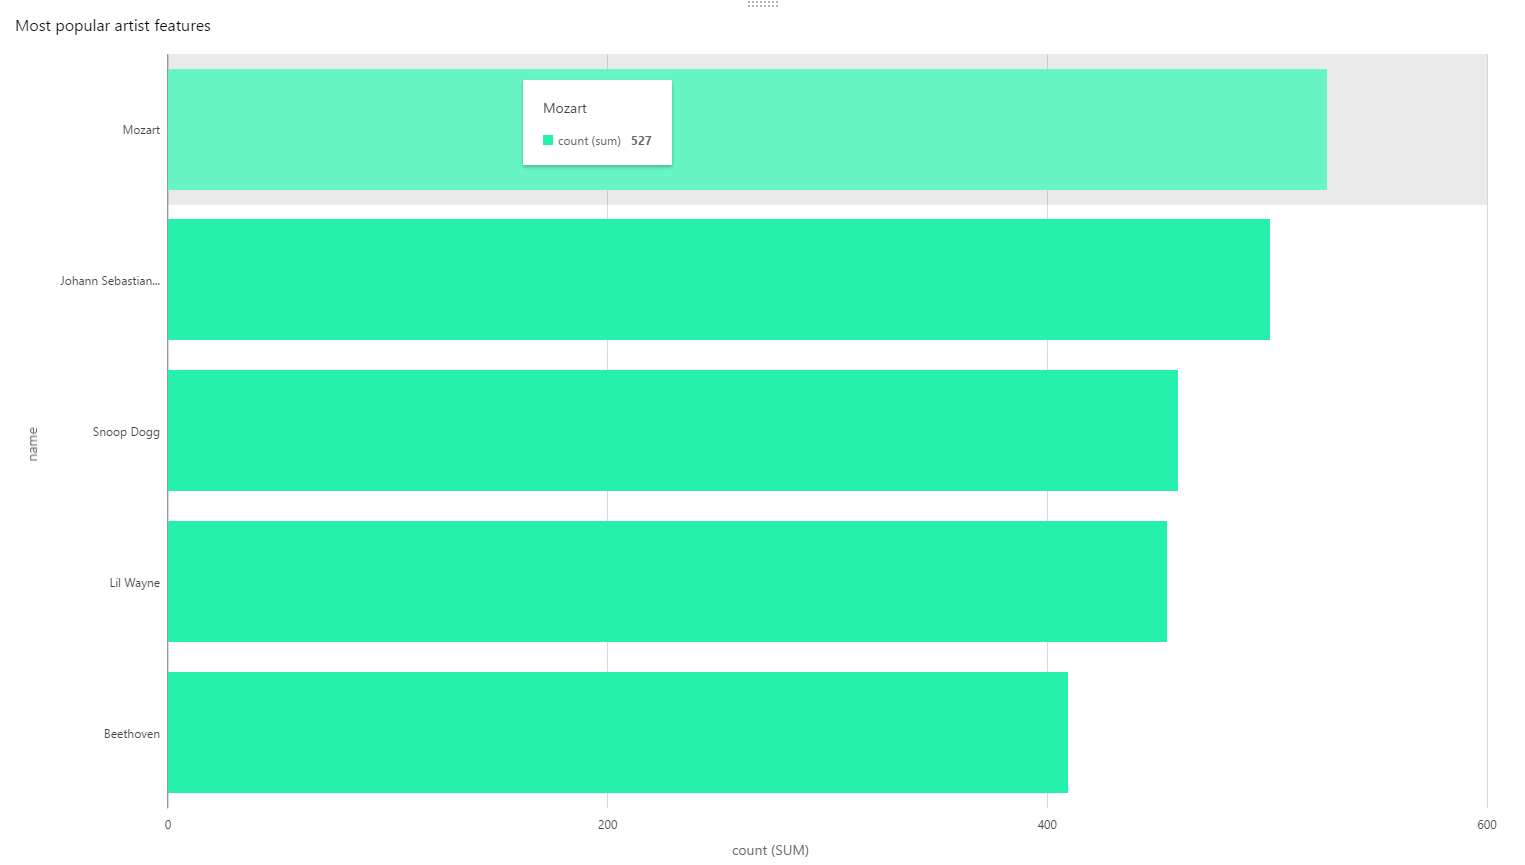 Most popular artist features
Mozart
Mozart
count (sum) 527
Johann Sebastian...
Snoop Dogg
name
Lil Wayne
Beethoven
0 200 400 600
count (SUM)